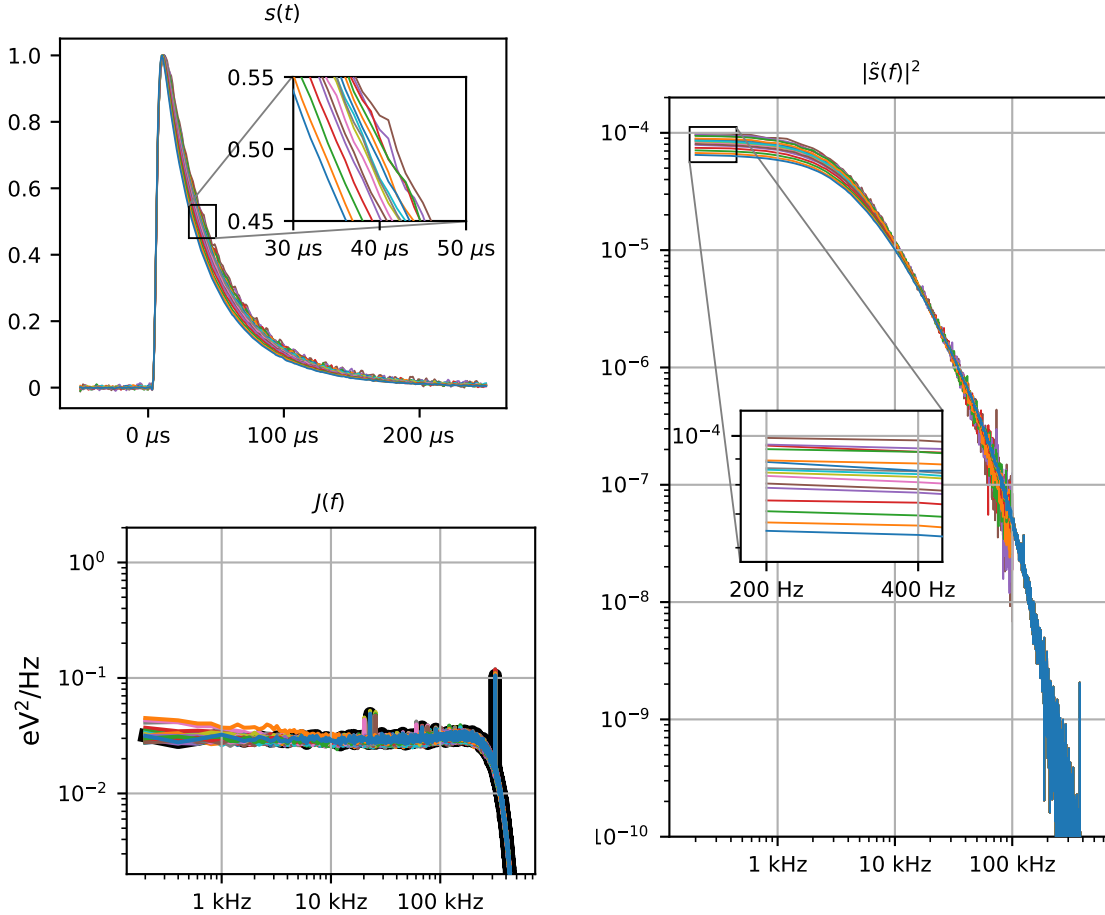 s(t)
1.0
0.8
0.6
0.4
0.2
0
0 μs
100 μs
200 μs
0.55
0.50
0.45
30 μs
40 μs
50 μs
J(f)
eV²/Hz
10⁰
10⁻¹
10⁻²
1 kHz
10 kHz
100 kHz
|s̃(f)|²
10⁻⁴
10⁻⁵
10⁻⁶
10⁻⁷
10⁻⁸
10⁻⁹
10⁻¹⁰
1 kHz
10 kHz
100 kHz
10⁻⁴
200 Hz
400 Hz